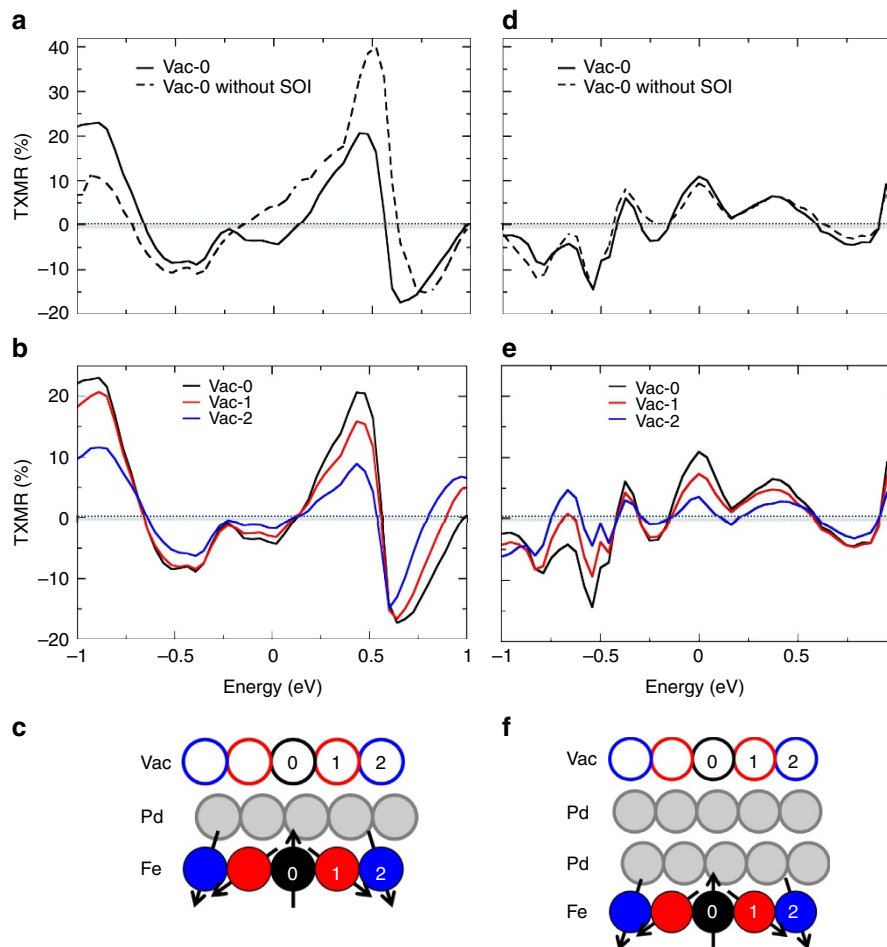 a
40
30
20
10
0
−10
−20
TXMR (%)
Vac-0
Vac-0 without SOI
d
TXMR (%)
Vac-0
Vac-0 without SOI
b
20
10
0
−10
−20
TXMR (%)
Vac-0
Vac-1
Vac-2
−1
−0.5
0
0.5
1
Energy (eV)
e
TXMR (%)
Vac-0
Vac-1
Vac-2
−1
−0.5
0
0.5
Energy (eV)
c
Vac
0 1 2
Pd
Fe
0 1 2
f
Vac
0 1 2
Pd
Pd
Fe
0 1 2